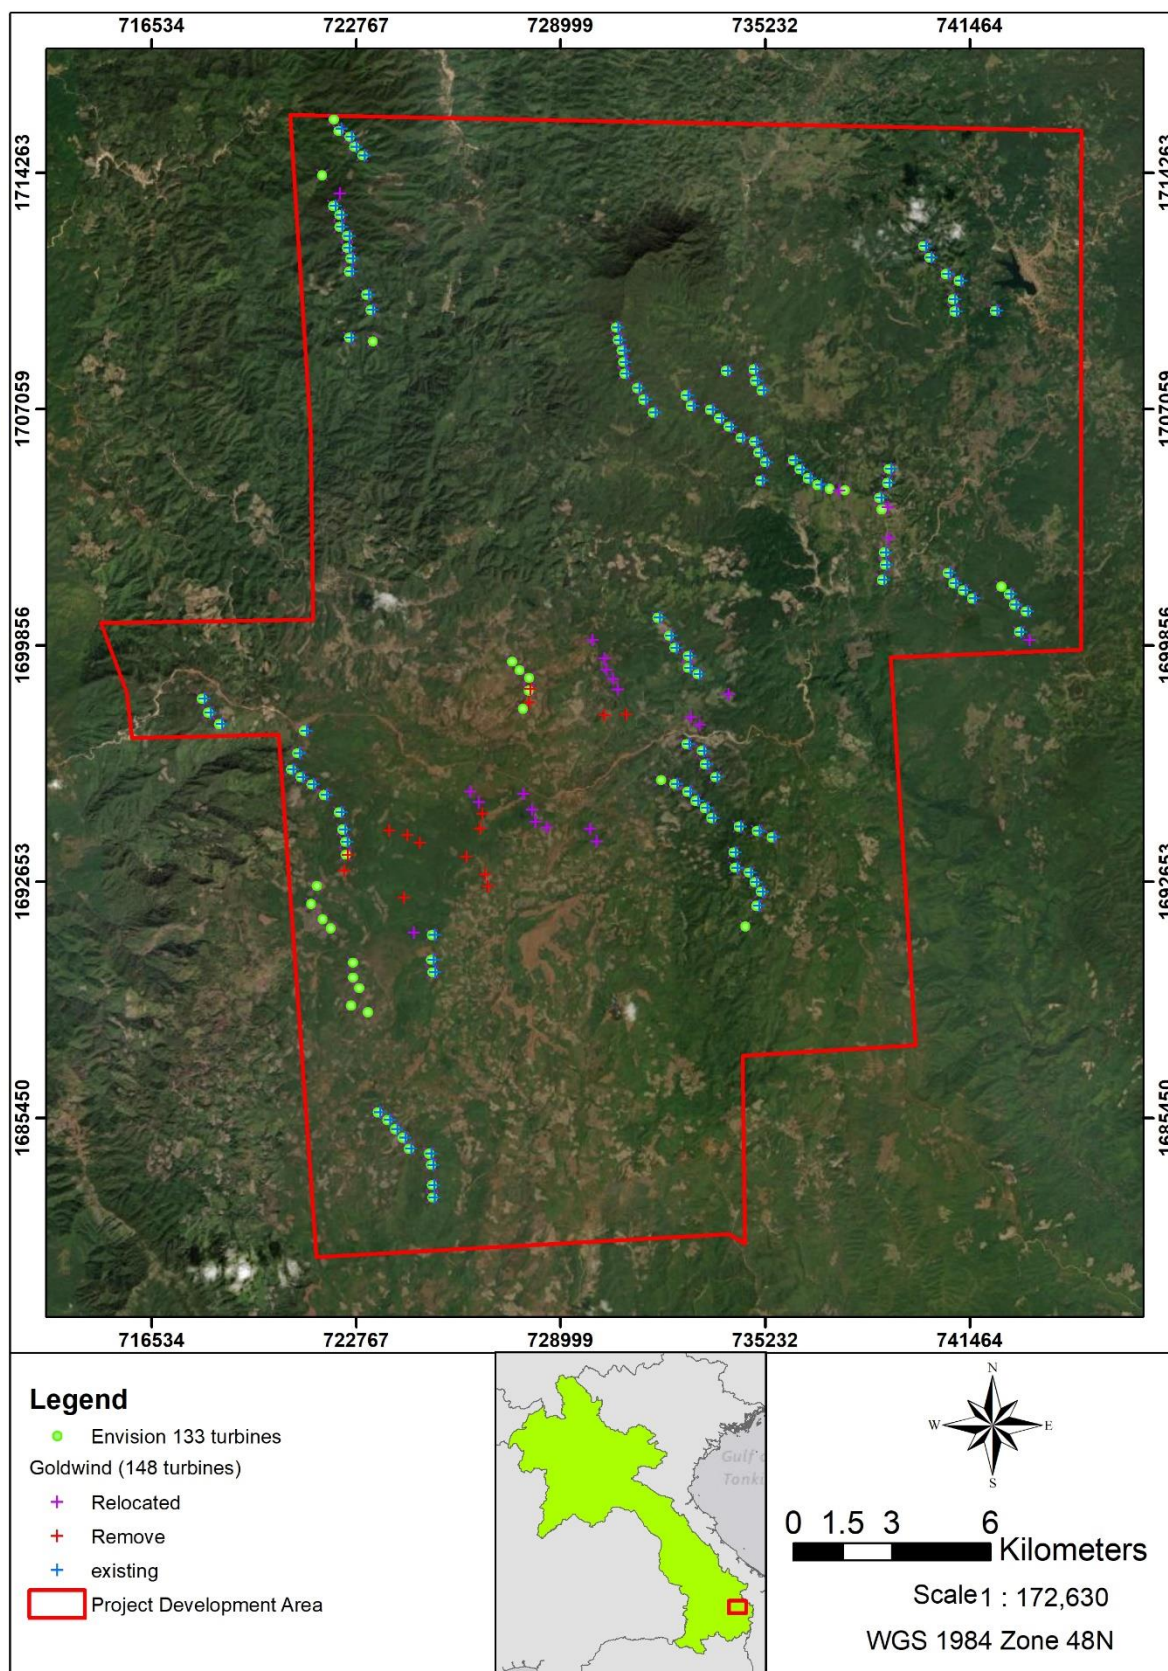 716534 722767 728999 735232 741464
1714263 1714263
1707059 1707059
1699856 1699856
1692653 1692653
1685450 1685450
716534 722767 728999 735232 741464
Legend
Envision 133 turbines
Goldwind (148 turbines)
Relocated
Remove
existing
Project Development Area
Gulf o
Tonki
N
W E
S
0 1.5 3 6
Kilometers
Scale 1 : 172,630
WGS 1984 Zone 48N